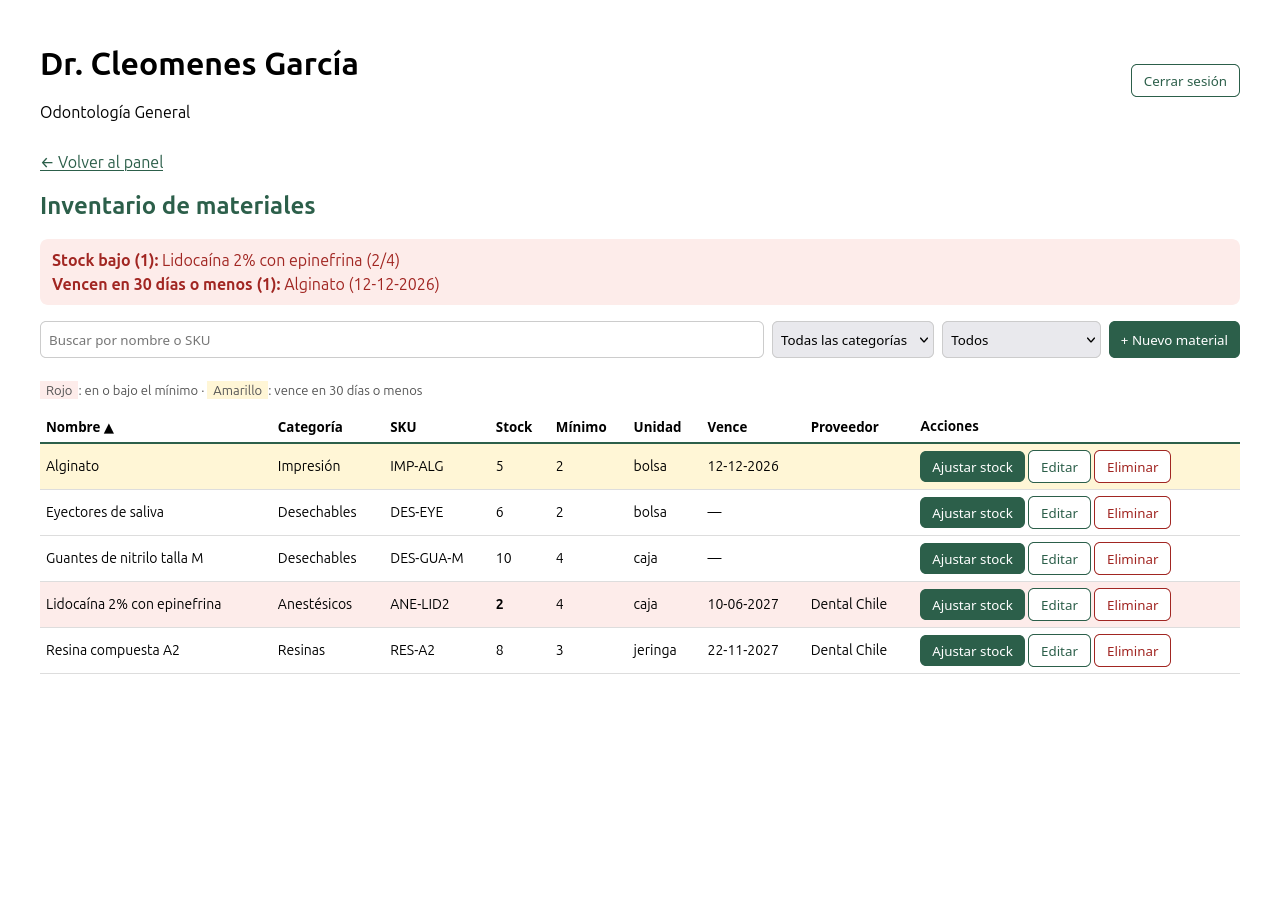 Dr. Cleomenes García
Cerrar sesión
Odontología General
← Volver al panel
Inventario de materiales
Stock bajo (1): Lidocaína 2% con epinefrina (2/4)
Vencen en 30 días o menos (1): Alginato (12-12-2026)
Buscar por nombre o SKU
Todas las categorías
Todos
+ Nuevo material
Rojo : en o bajo el mínimo · Amarillo : vence en 30 días o menos
Nombre ▲ Categoría SKU Stock Mínimo Unidad Vence Proveedor Acciones
Alginato Impresión IMP-ALG 5 2 bolsa 12-12-2026 Ajustar stock Editar Eliminar
Eyectores de saliva Desechables DES-EYE 6 2 bolsa — Ajustar stock Editar Eliminar
Guantes de nitrilo talla M Desechables DES-GUA-M 10 4 caja — Ajustar stock Editar Eliminar
Lidocaína 2% con epinefrina Anestésicos ANE-LID2 2 4 caja 10-06-2027 Dental Chile Ajustar stock Editar Eliminar
Resina compuesta A2 Resinas RES-A2 8 3 jeringa 22-11-2027 Dental Chile Ajustar stock Editar Eliminar